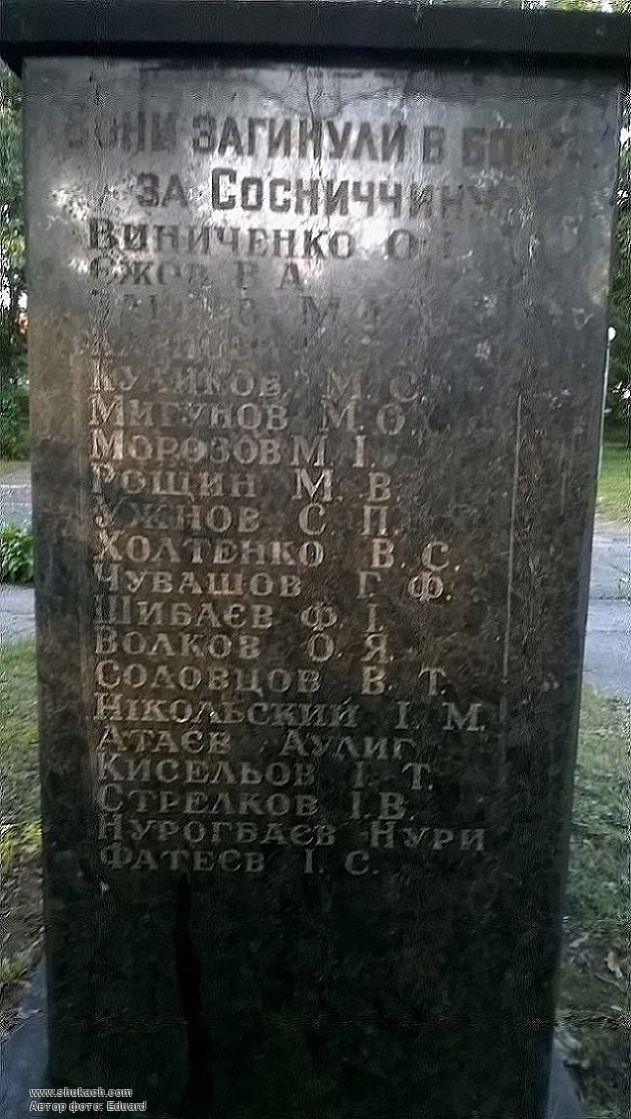 ВОНИ ЗАГИНУЛИ В БОЯХ
ЗА СОСНИЧЧИНУ
ВИНИЧЕНКО О.
ЄЖОВ В А
КУЛИКОВ М. С.
МИГУНОВ М. О.
МОРОЗОВ М І.
РОЩИН М. В.
УЖНОВ С. П.
ХОЛТЕНКО В. С.
ЧУВАШОВ Г Ф.
ШИБАЄВ Ф. І.
ВОЛКОВ О. Я.
СОЛОВЦОВ В. Т.
НІКОЛЬСКИЙ І. М.
АТАЄВ АУЛИГ
КИСЕЛЬОВ І. Т.
СТРЕЛКОВ І. В.
НУРОГБАЄВ НУРИ
ФАТЕЄВ І. С.
www.shukach.com
Автор фото: Eduard